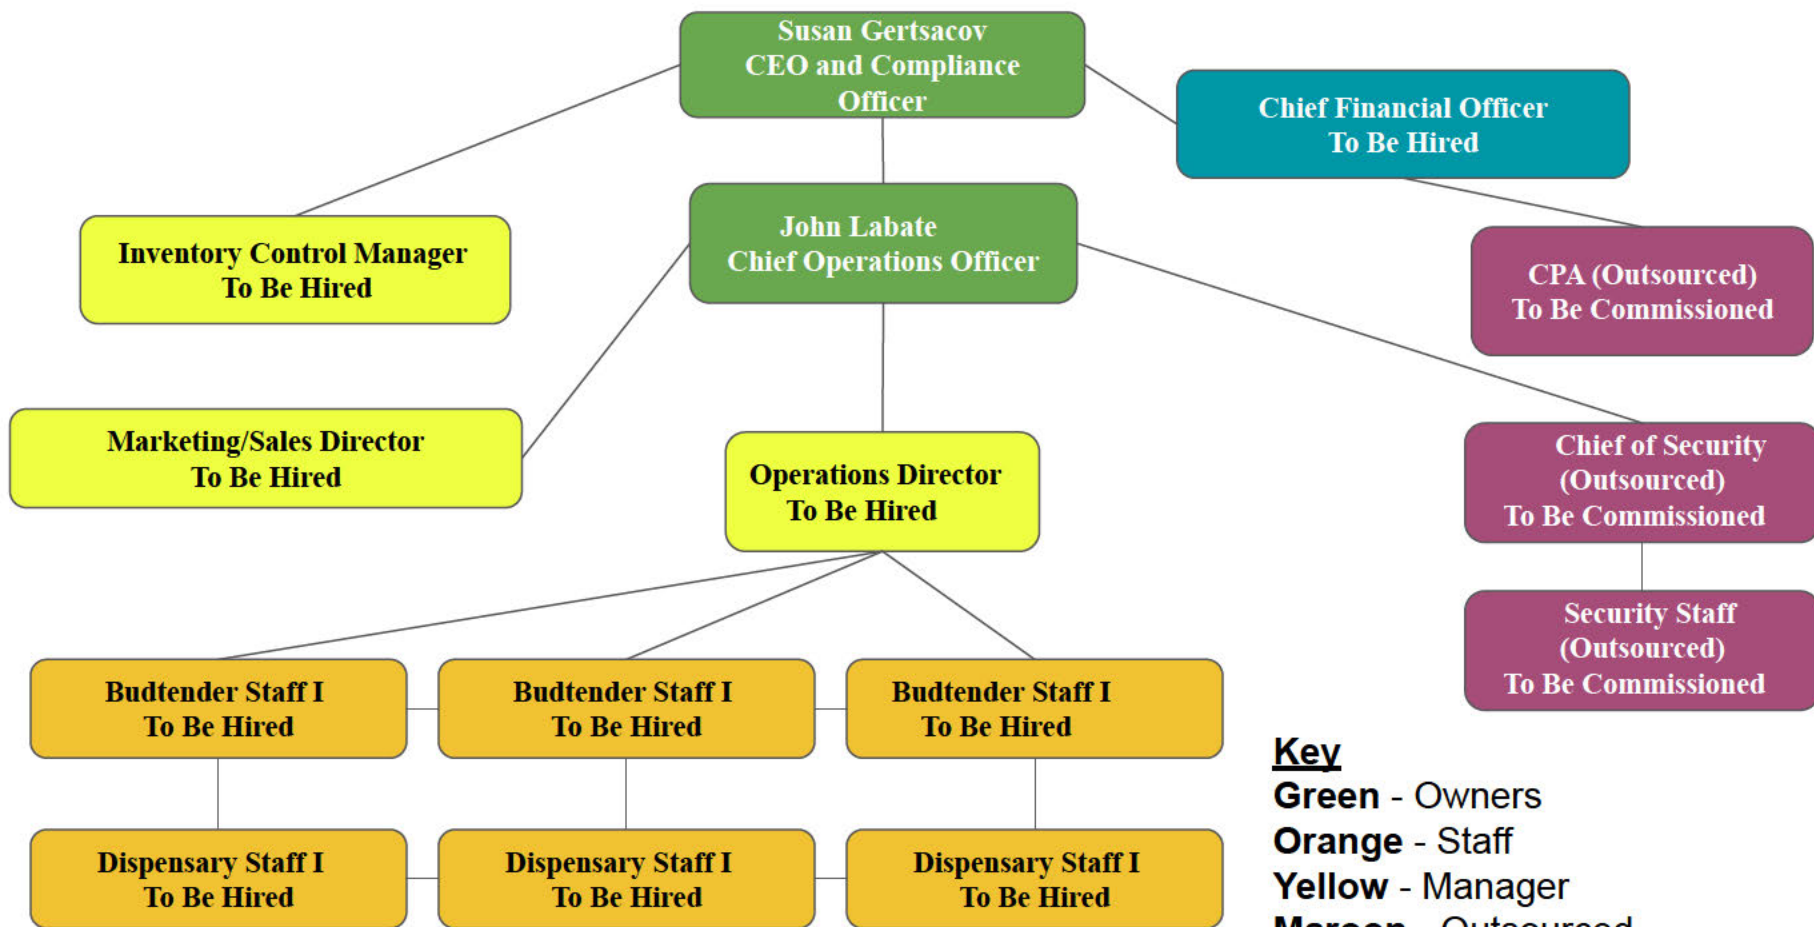 Susan Gertsacov
CEO and Compliance
Officer
Chief Financial Officer
To Be Hired
John Labate
Chief Operations Officer
Inventory Control Manager
To Be Hired
CPA (Outsourced)
To Be Commissioned
Marketing/Sales Director
To Be Hired
Operations Director
To Be Hired
Chief of Security
(Outsourced)
To Be Commissioned
Security Staff
(Outsourced)
To Be Commissioned
Budtender Staff I
To Be Hired
Budtender Staff I
To Be Hired
Budtender Staff I
To Be Hired
Dispensary Staff I
To Be Hired
Dispensary Staff I
To Be Hired
Dispensary Staff I
To Be Hired
Key
Green - Owners
Orange - Staff
Yellow - Manager
Maroon - Outsourced